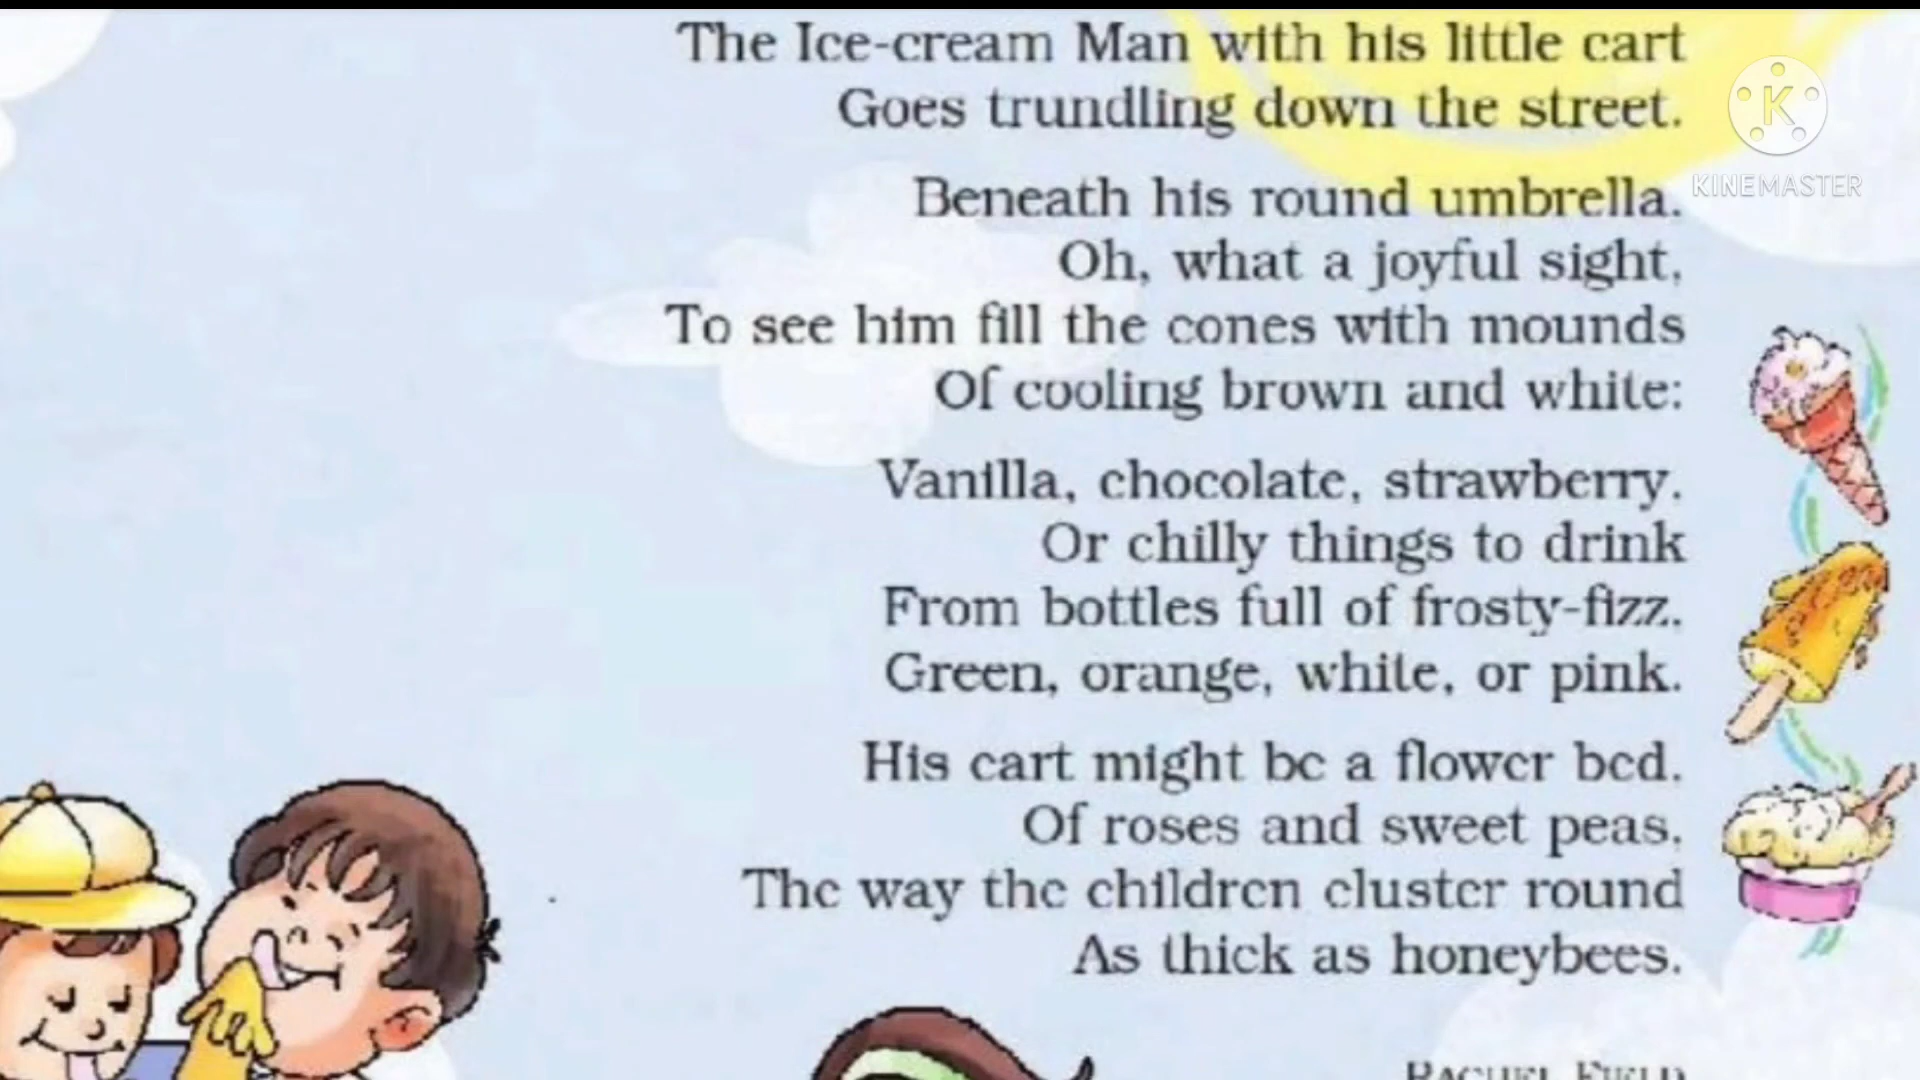 The Ice-cream Man with his little cart
Goes trundling down the street.
Beneath his round umbrella.
Oh, what a joyful sight,
To see him fill the cones with mounds
Of cooling brown and white:
Vanilla, chocolate, strawberry.
Or chilly things to drink
From bottles full of frosty-fizz.
Green, orange, white, or pink.
His cart might be a flower bed.
Of roses and sweet peas.
The way the children cluster round
As thick as honeybees.
RACHEL FIELD
K
KINEMASTER